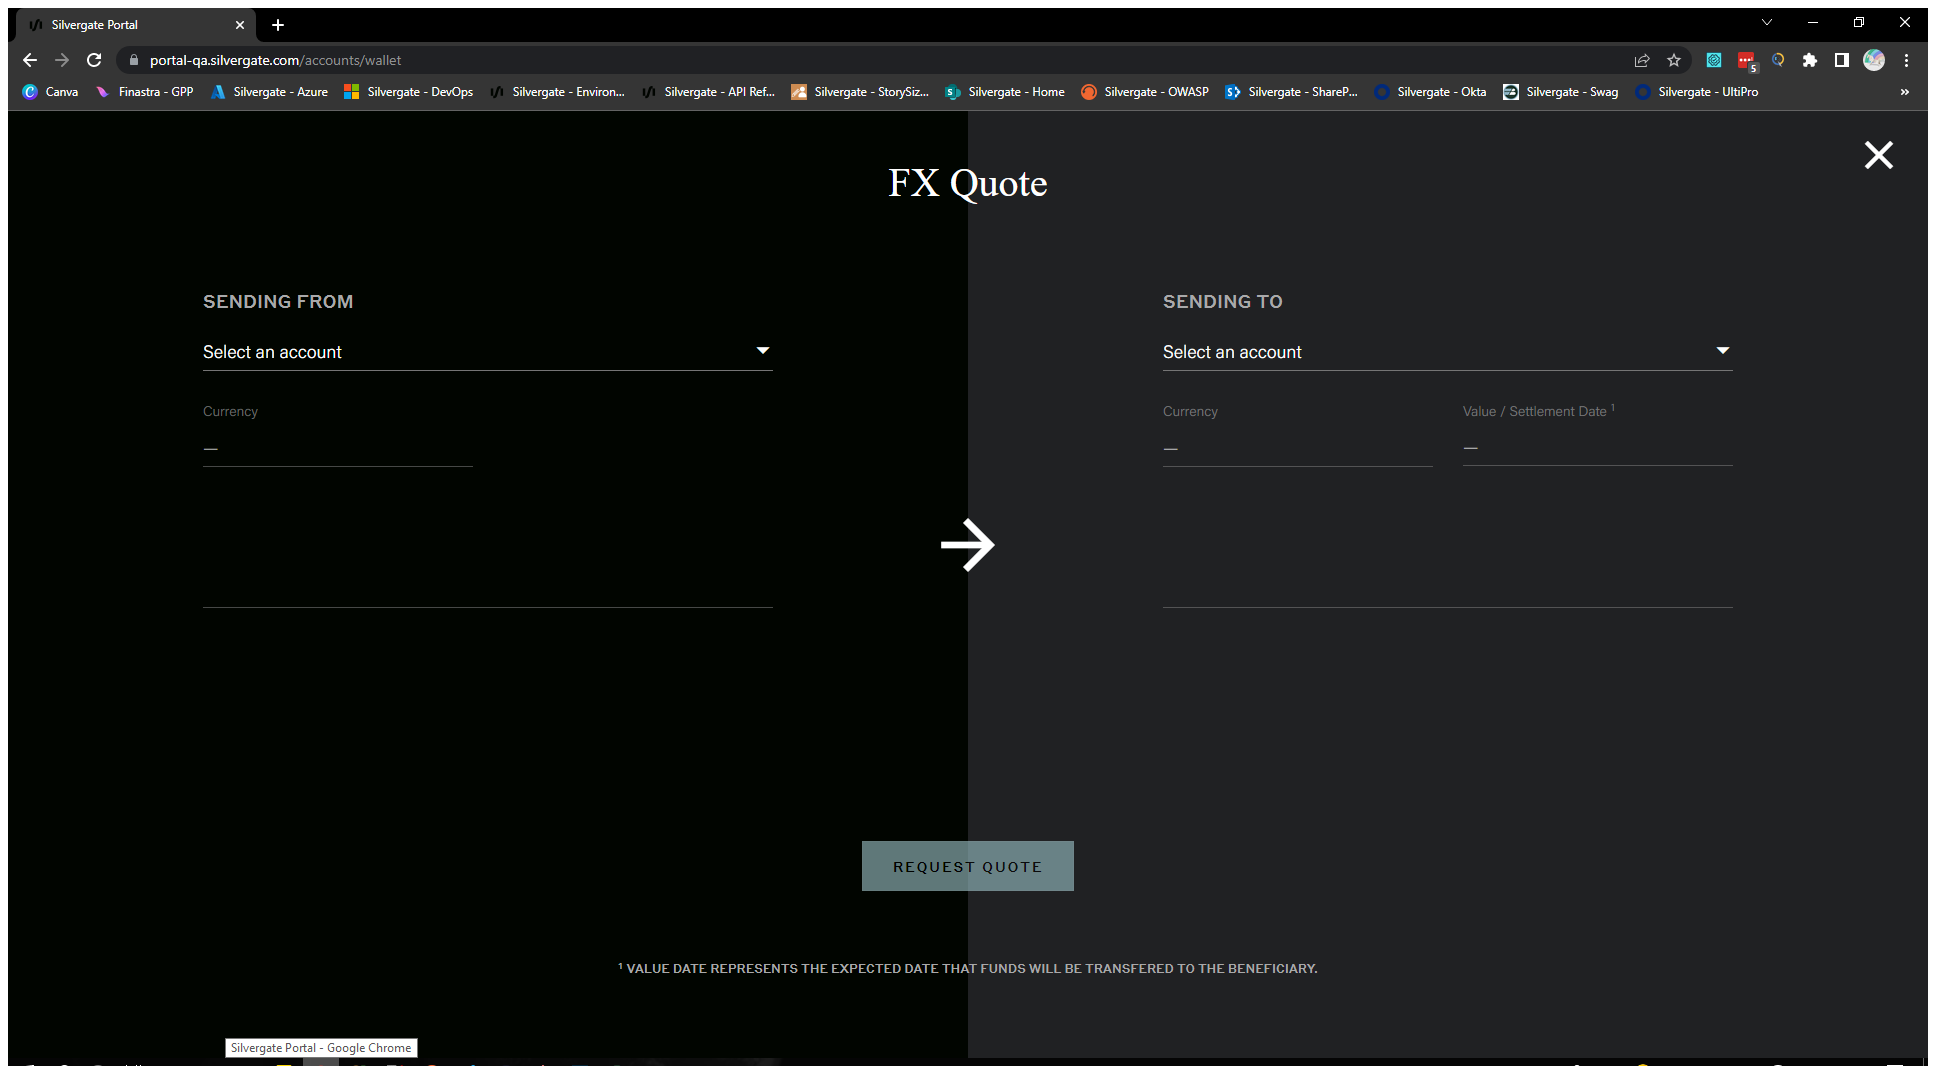 Silvergate Portal
portal-qa.silvergate.com/accounts/wallet
5
Canva Finastra - GPP Silvergate - Azure Silvergate - DevOps Silvergate - Environ... Silvergate - API Ref... Silvergate - StorySiz... Silvergate - Home Silvergate - OWASP Silvergate - ShareP... Silvergate - Okta Silvergate - Swag Silvergate - UltiPro »
FX Quote
SENDING FROM
Select an account
Currency
—
SENDING TO
Select an account
Currency
—
Value / Settlement Date ¹
—
REQUEST QUOTE
¹ VALUE DATE REPRESENTS THE EXPECTED DATE THAT FUNDS WILL BE TRANSFERED TO THE BENEFICIARY.
Silvergate Portal - Google Chrome